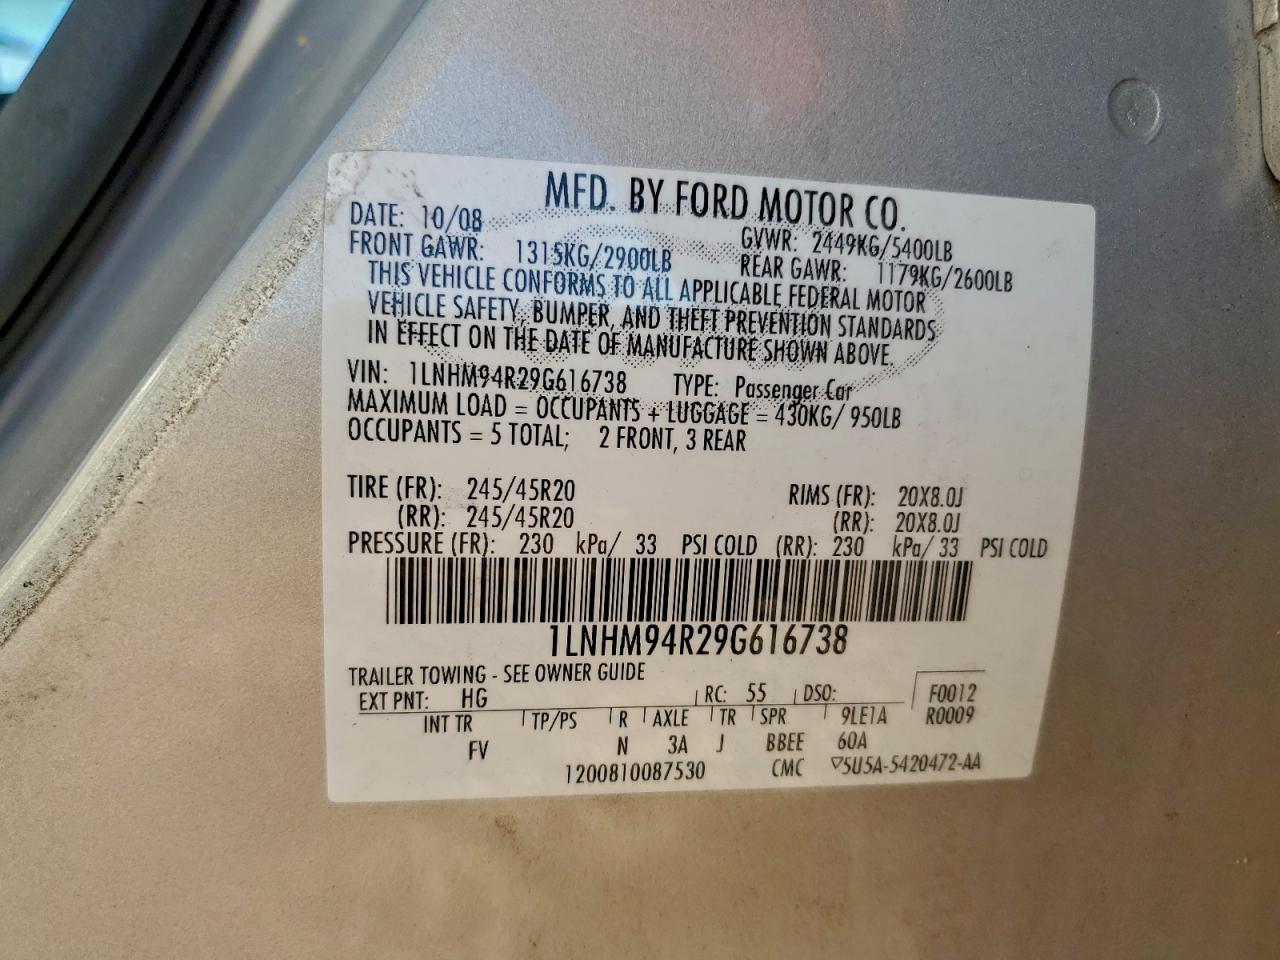 MFD. BY FORD MOTOR CO.
DATE: 10/08 GVWR: 2449KG/5400LB
FRONT GAWR: 1315KG/2900LB REAR GAWR: 1179KG/2600LB
THIS VEHICLE CONFORMS TO ALL APPLICABLE FEDERAL MOTOR
VEHICLE SAFETY, BUMPER, AND THEFT PREVENTION STANDARDS
IN EFFECT ON THE DATE OF MANUFACTURE SHOWN ABOVE.
VIN: 1LNHM94R29G616738 TYPE: Passenger Car
MAXIMUM LOAD = OCCUPANTS + LUGGAGE = 430KG/ 950LB
OCCUPANTS = 5 TOTAL; 2 FRONT, 3 REAR
TIRE (FR): 245/45R20 RIMS (FR): 20X8.0J
(RR): 245/45R20 (RR): 20X8.0J
PRESSURE (FR): 230 kPa/ 33 PSI COLD (RR): 230 kPa/ 33 PSI COLD
1LNHM94R29G616738
TRAILER TOWING - SEE OWNER GUIDE
EXT PNT: HG RC: 55 DSO: F0012
INT TR TP/PS R AXLE TR SPR 9LE1A R0009
FV N 3A J BBEE 60A
1200810087530 CMC ▽5U5A-5420472-AA